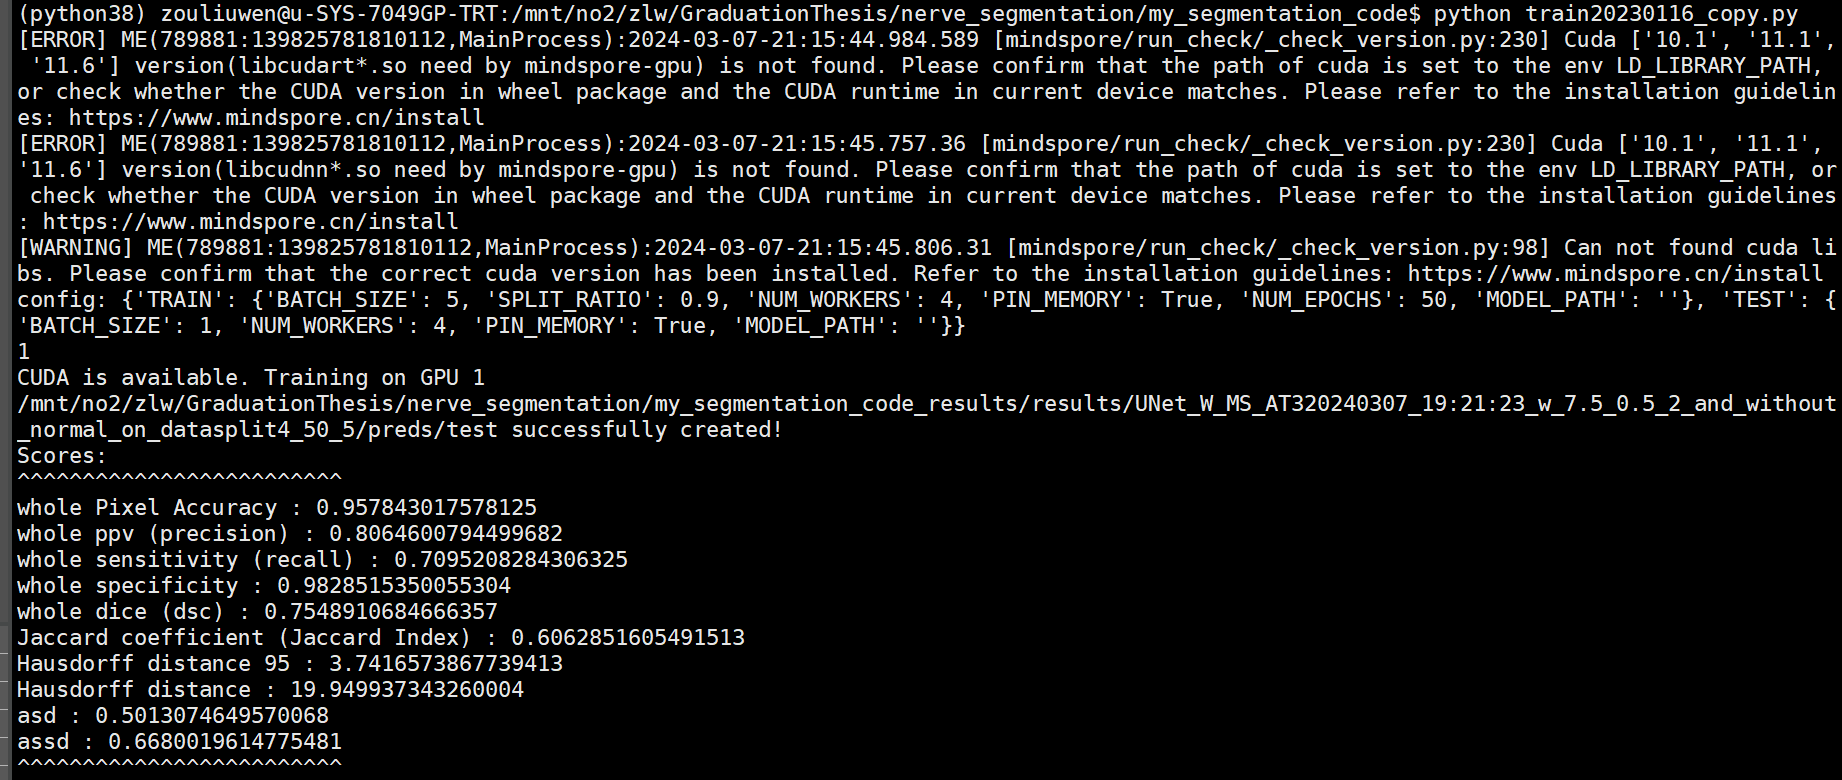 (python38) zouliuwen@u-SYS-7049GP-TRT:/mnt/no2/zlw/GraduationThesis/nerve_segmentation/my_segmentation_code$ python train20230116_copy.py
[ERROR] ME(789881:139825781810112,MainProcess):2024-03-07-21:15:44.984.589 [mindspore/run_check/_check_version.py:230] Cuda ['10.1', '11.1',
 '11.6'] version(libcudart*.so need by mindspore-gpu) is not found. Please confirm that the path of cuda is set to the env LD_LIBRARY_PATH,
or check whether the CUDA version in wheel package and the CUDA runtime in current device matches. Please refer to the installation guidelin
es: https://www.mindspore.cn/install
[ERROR] ME(789881:139825781810112,MainProcess):2024-03-07-21:15:45.757.36 [mindspore/run_check/_check_version.py:230] Cuda ['10.1', '11.1',
'11.6'] version(libcudnn*.so need by mindspore-gpu) is not found. Please confirm that the path of cuda is set to the env LD_LIBRARY_PATH, or
 check whether the CUDA version in wheel package and the CUDA runtime in current device matches. Please refer to the installation guidelines
: https://www.mindspore.cn/install
[WARNING] ME(789881:139825781810112,MainProcess):2024-03-07-21:15:45.806.31 [mindspore/run_check/_check_version.py:98] Can not found cuda li
bs. Please confirm that the correct cuda version has been installed. Refer to the installation guidelines: https://www.mindspore.cn/install
config: {'TRAIN': {'BATCH_SIZE': 5, 'SPLIT_RATIO': 0.9, 'NUM_WORKERS': 4, 'PIN_MEMORY': True, 'NUM_EPOCHS': 50, 'MODEL_PATH': ''}, 'TEST': {
'BATCH_SIZE': 1, 'NUM_WORKERS': 4, 'PIN_MEMORY': True, 'MODEL_PATH': ''}}
1
CUDA is available. Training on GPU 1
/mnt/no2/zlw/GraduationThesis/nerve_segmentation/my_segmentation_code_results/results/UNet_W_MS_AT320240307_19:21:23_w_7.5_0.5_2_and_without
_normal_on_datasplit4_50_5/preds/test successfully created!
Scores:
^^^^^^^^^^^^^^^^^^^^^^^^^
whole Pixel Accuracy : 0.957843017578125
whole ppv (precision) : 0.8064600794499682
whole sensitivity (recall) : 0.7095208284306325
whole specificity : 0.9828515350055304
whole dice (dsc) : 0.7548910684666357
Jaccard coefficient (Jaccard Index) : 0.6062851605491513
Hausdorff distance 95 : 3.7416573867739413
Hausdorff distance : 19.949937343260004
asd : 0.5013074649570068
assd : 0.6680019614775481
^^^^^^^^^^^^^^^^^^^^^^^^^